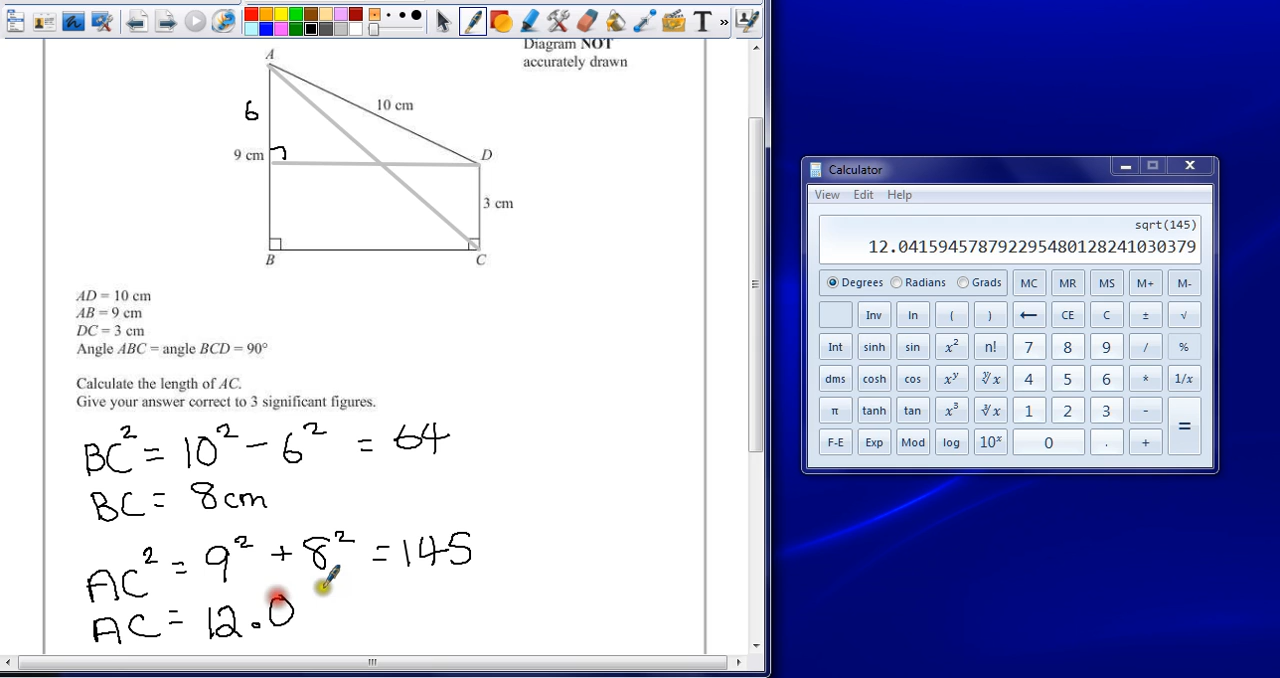 Diagram NOT
accurately drawn
A
6
10 cm
9 cm
D
3 cm
B
C
AD = 10 cm
AB = 9 cm
DC = 3 cm
Angle ABC = angle BCD = 90°
Calculate the length of AC.
Give your answer correct to 3 significant figures.
BC² = 10² − 6² = 64
BC = 8cm
AC² = 9² + 8² = 145
AC = 12.0
T »
Calculator
View Edit Help
sqrt(145)
12.041594578792295480128241030379
Degrees Radians Grads MC MR MS M+ M-
Inv ln ( ) ← CE C ± √
Int sinh sin x² n! 7 8 9 / %
dms cosh cos xʸ ʸ√x 4 5 6 * 1/x
π tanh tan x³ ³√x 1 2 3 - =
F-E Exp Mod log 10ˣ 0 . +